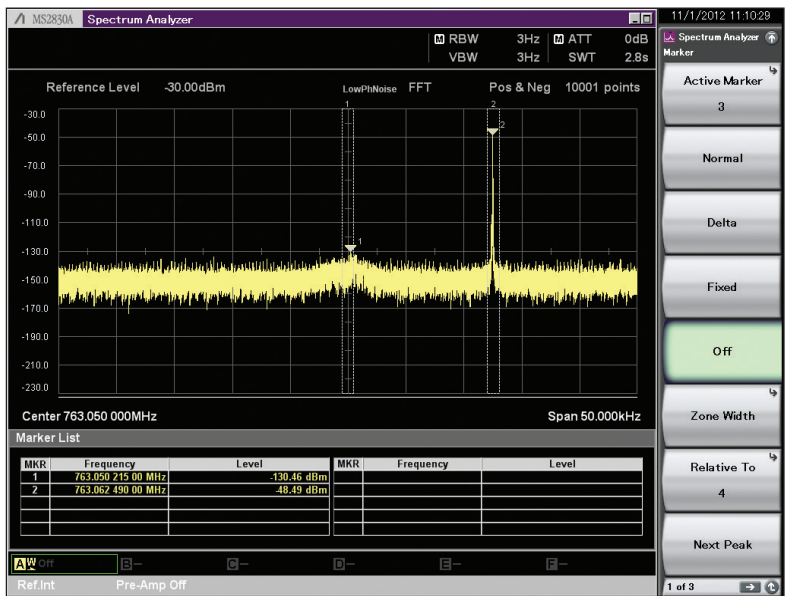 MS2830A Spectrum Analyzer
11/1/2012 11:10:29
M RBW 3Hz M ATT 0dB
VBW 3Hz SWT 2.8s
Reference Level -30.00dBm LowPhNoise FFT Pos & Neg 10001 points
1 2
-30.0
2
-50.0
-70.0
-90.0
-110.0
1
-130.0
-150.0
-170.0
-190.0
-210.0
-230.0
Center 763.050 000MHz Span 50.000kHz
Marker List
MKR Frequency Level MKR Frequency Level
1 763.050 215 00 MHz -130.46 dBm
2 763.062 490 00 MHz -48.49 dBm
A W Off B- C- D- E- F-
Ref.Int Pre-Amp Off
Spectrum Analyzer
Marker
Active Marker
3
Normal
Delta
Fixed
Off
Zone Width
Relative To
4
Next Peak
1 of 3